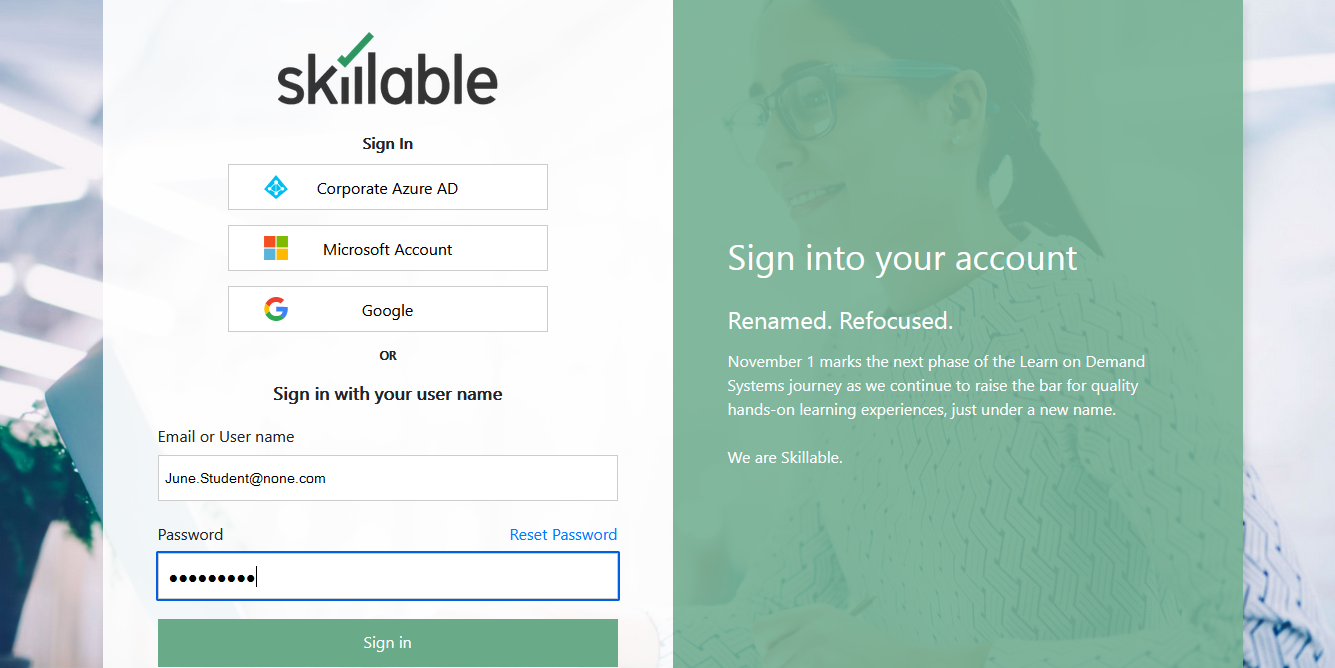 skillable
Sign In
Corporate Azure AD
Microsoft Account
Google
OR
Sign in with your user name
Email or User name
June.Student@none.com
Password Reset Password
•••••••••
Sign in
Sign into your account
Renamed. Refocused.
November 1 marks the next phase of the Learn on Demand
Systems journey as we continue to raise the bar for quality
hands-on learning experiences, just under a new name.
We are Skillable.